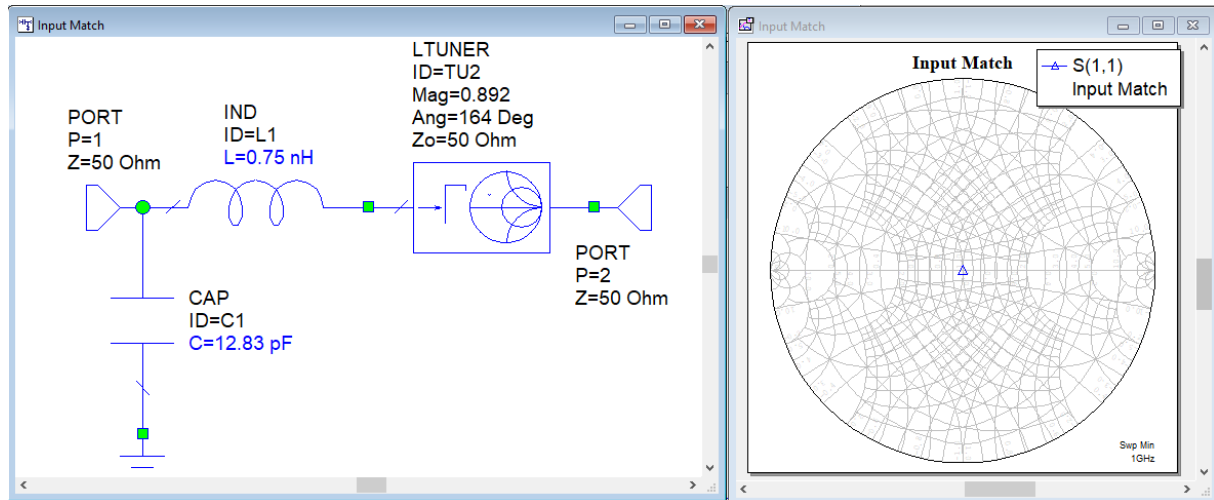 Input Match
PORT
P=1
Z=50 Ohm
IND
ID=L1
L=0.75 nH
LTUNER
ID=TU2
Mag=0.892
Ang=164 Deg
Zo=50 Ohm
CAP
ID=C1
C=12.83 pF
PORT
P=2
Z=50 Ohm
Input Match
Input Match
S(1,1)
Input Match
Swp Min
1GHz